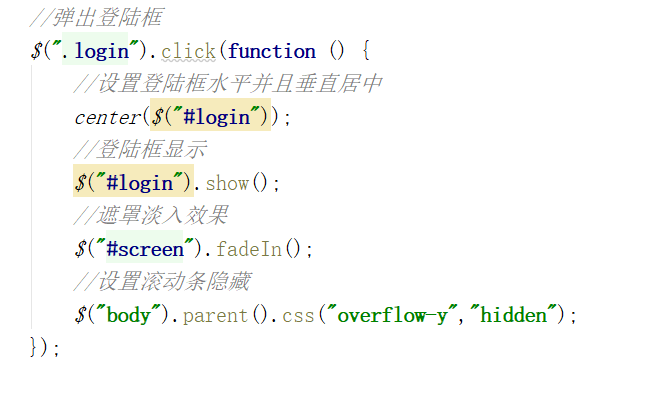 //弹出登陆框
$(".login").click(function () {
//设置登陆框水平并且垂直居中
center($("#login"));
//登陆框显示
$("#login").show();
//遮罩淡入效果
$("#screen").fadeIn();
//设置滚动条隐藏
$("body").parent().css("overflow-y","hidden");
});